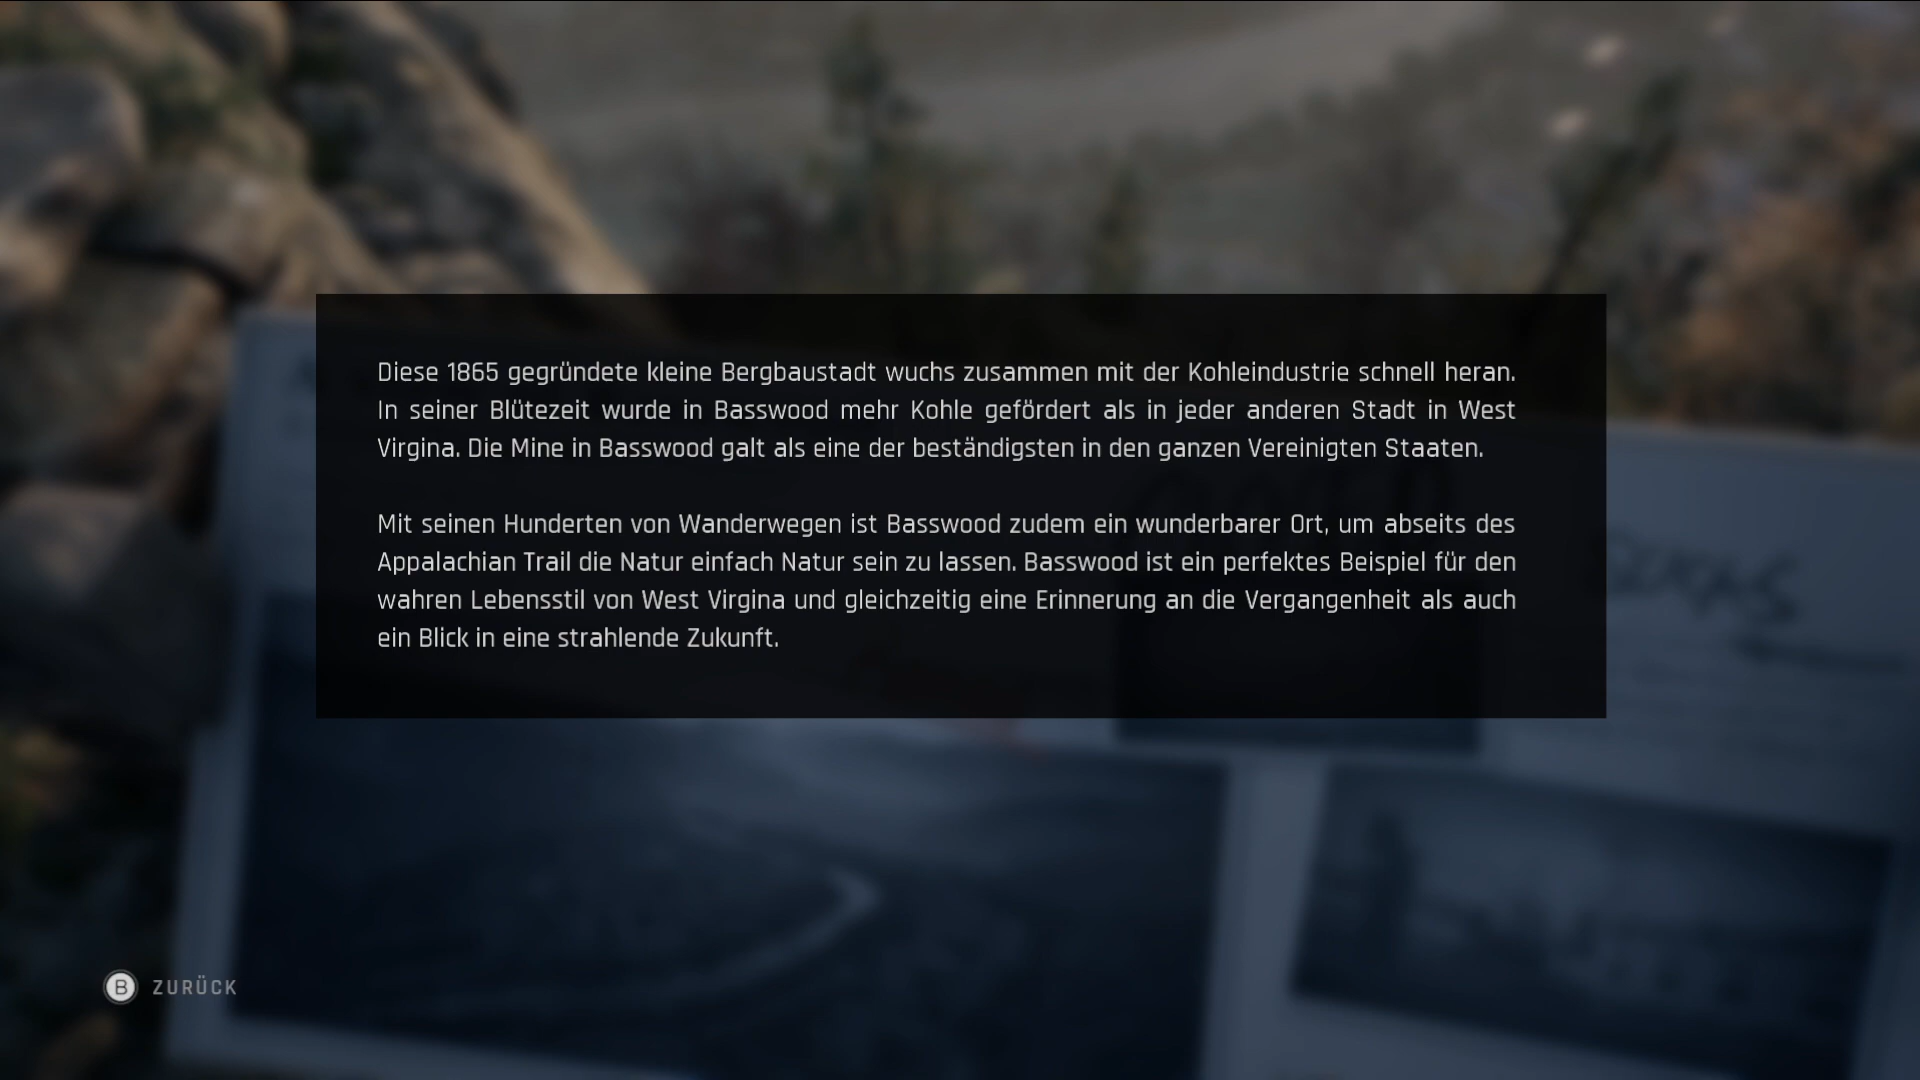 Diese 1865 gegründete kleine Bergbaustadt wuchs zusammen mit der Kohleindustrie schnell heran.
In seiner Blütezeit wurde in Basswood mehr Kohle gefördert als in jeder anderen Stadt in West
Virgina. Die Mine in Basswood galt als eine der beständigsten in den ganzen Vereinigten Staaten.
Mit seinen Hunderten von Wanderwegen ist Basswood zudem ein wunderbarer Ort, um abseits des
Appalachian Trail die Natur einfach Natur sein zu lassen. Basswood ist ein perfektes Beispiel für den
wahren Lebensstil von West Virgina und gleichzeitig eine Erinnerung an die Vergangenheit als auch
ein Blick in eine strahlende Zukunft.
B ZURÜCK